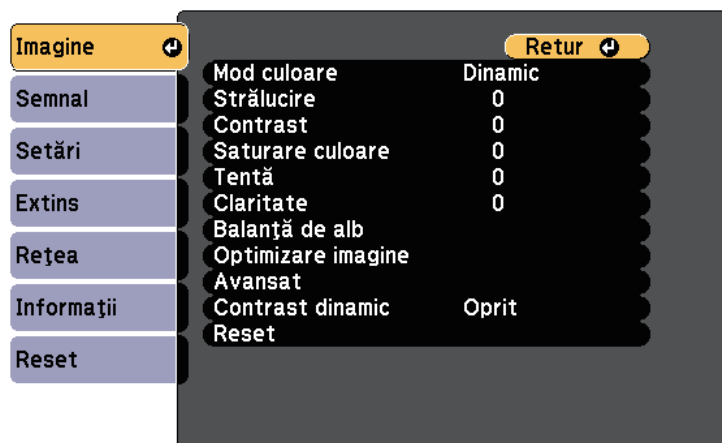 Imagine
Semnal
Setări
Extins
Reţea
Informaţii
Reset
Retur
Mod culoare Dinamic
Strălucire 0
Contrast 0
Saturare culoare 0
Tentă 0
Claritate 0
Balanţă de alb
Optimizare imagine
Avansat
Contrast dinamic Oprit
Reset